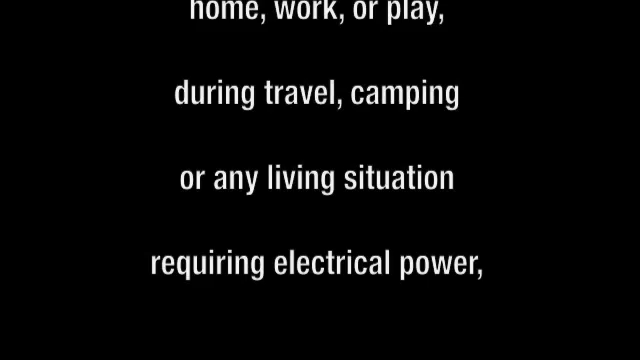 home, work, or play,
during travel, camping
or any living situation
requiring electrical power,